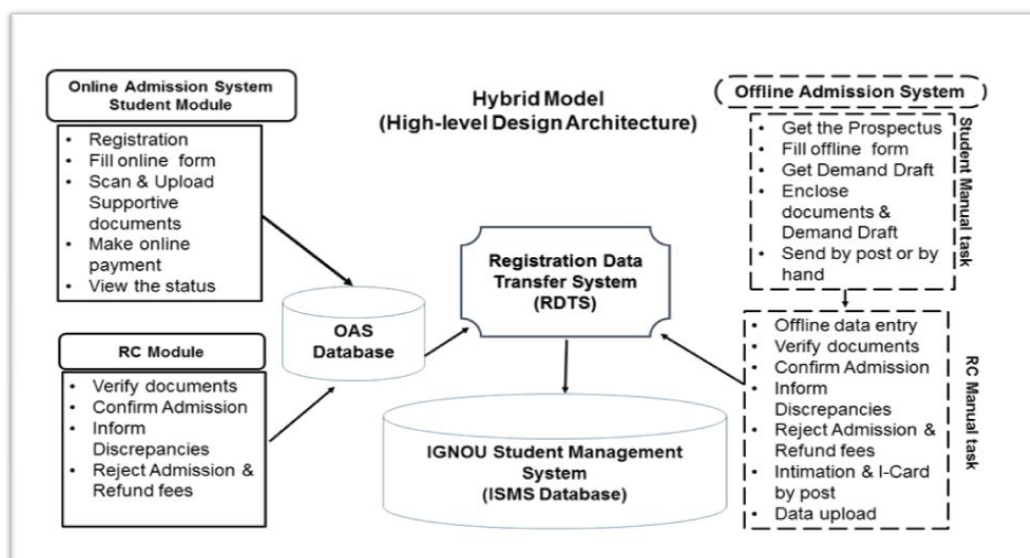 Online Admission System
Student Module
• Registration
• Fill online form
• Scan & Upload
Supportive
documents
• Make online
payment
• View the status
RC Module
• Verify documents
• Confirm Admission
• Inform
Discrepancies
• Reject Admission &
Refund fees
OAS
Database
Hybrid Model
(High-level Design Architecture)
Registration Data
Transfer System
(RDTS)
IGNOU Student Management
System
(ISMS Database)
Offline Admission System
• Get the Prospectus
• Fill offline form
• Get Demand Draft
• Enclose
documents &
Demand Draft
• Send by post or by
hand
Student Manual task
• Offline data entry
• Verify documents
• Confirm Admission
• Inform
Discrepancies
• Reject Admission &
Refund fees
• Intimation & I-Card
by post
• Data upload
RC Manual task